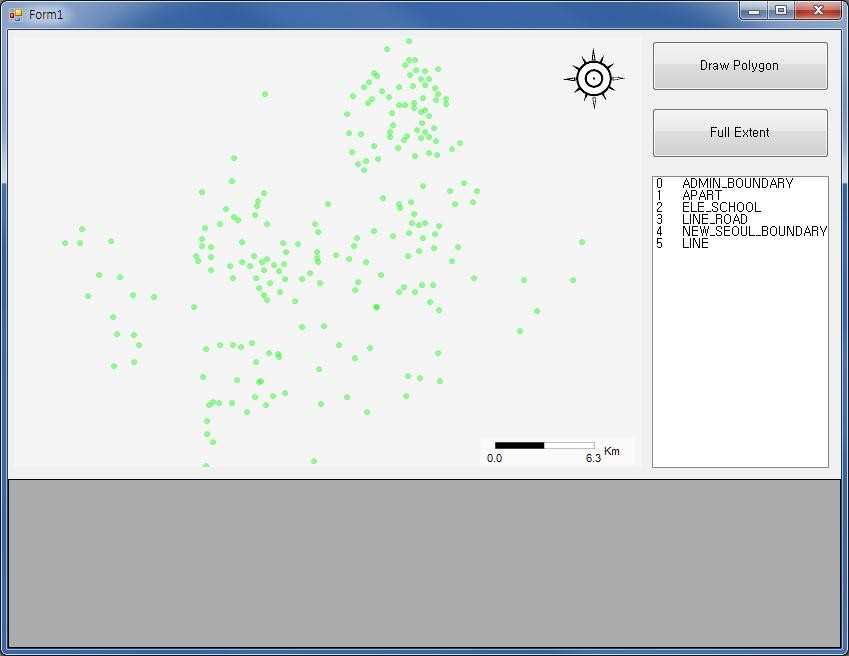 Form1
Draw Polygon
Full Extent
0 ADMIN_BOUNDARY
1 APART
2 ELE_SCHOOL
3 LINE_ROAD
4 NEW_SEOUL_BOUNDARY
5 LINE
0.0 6.3 Km